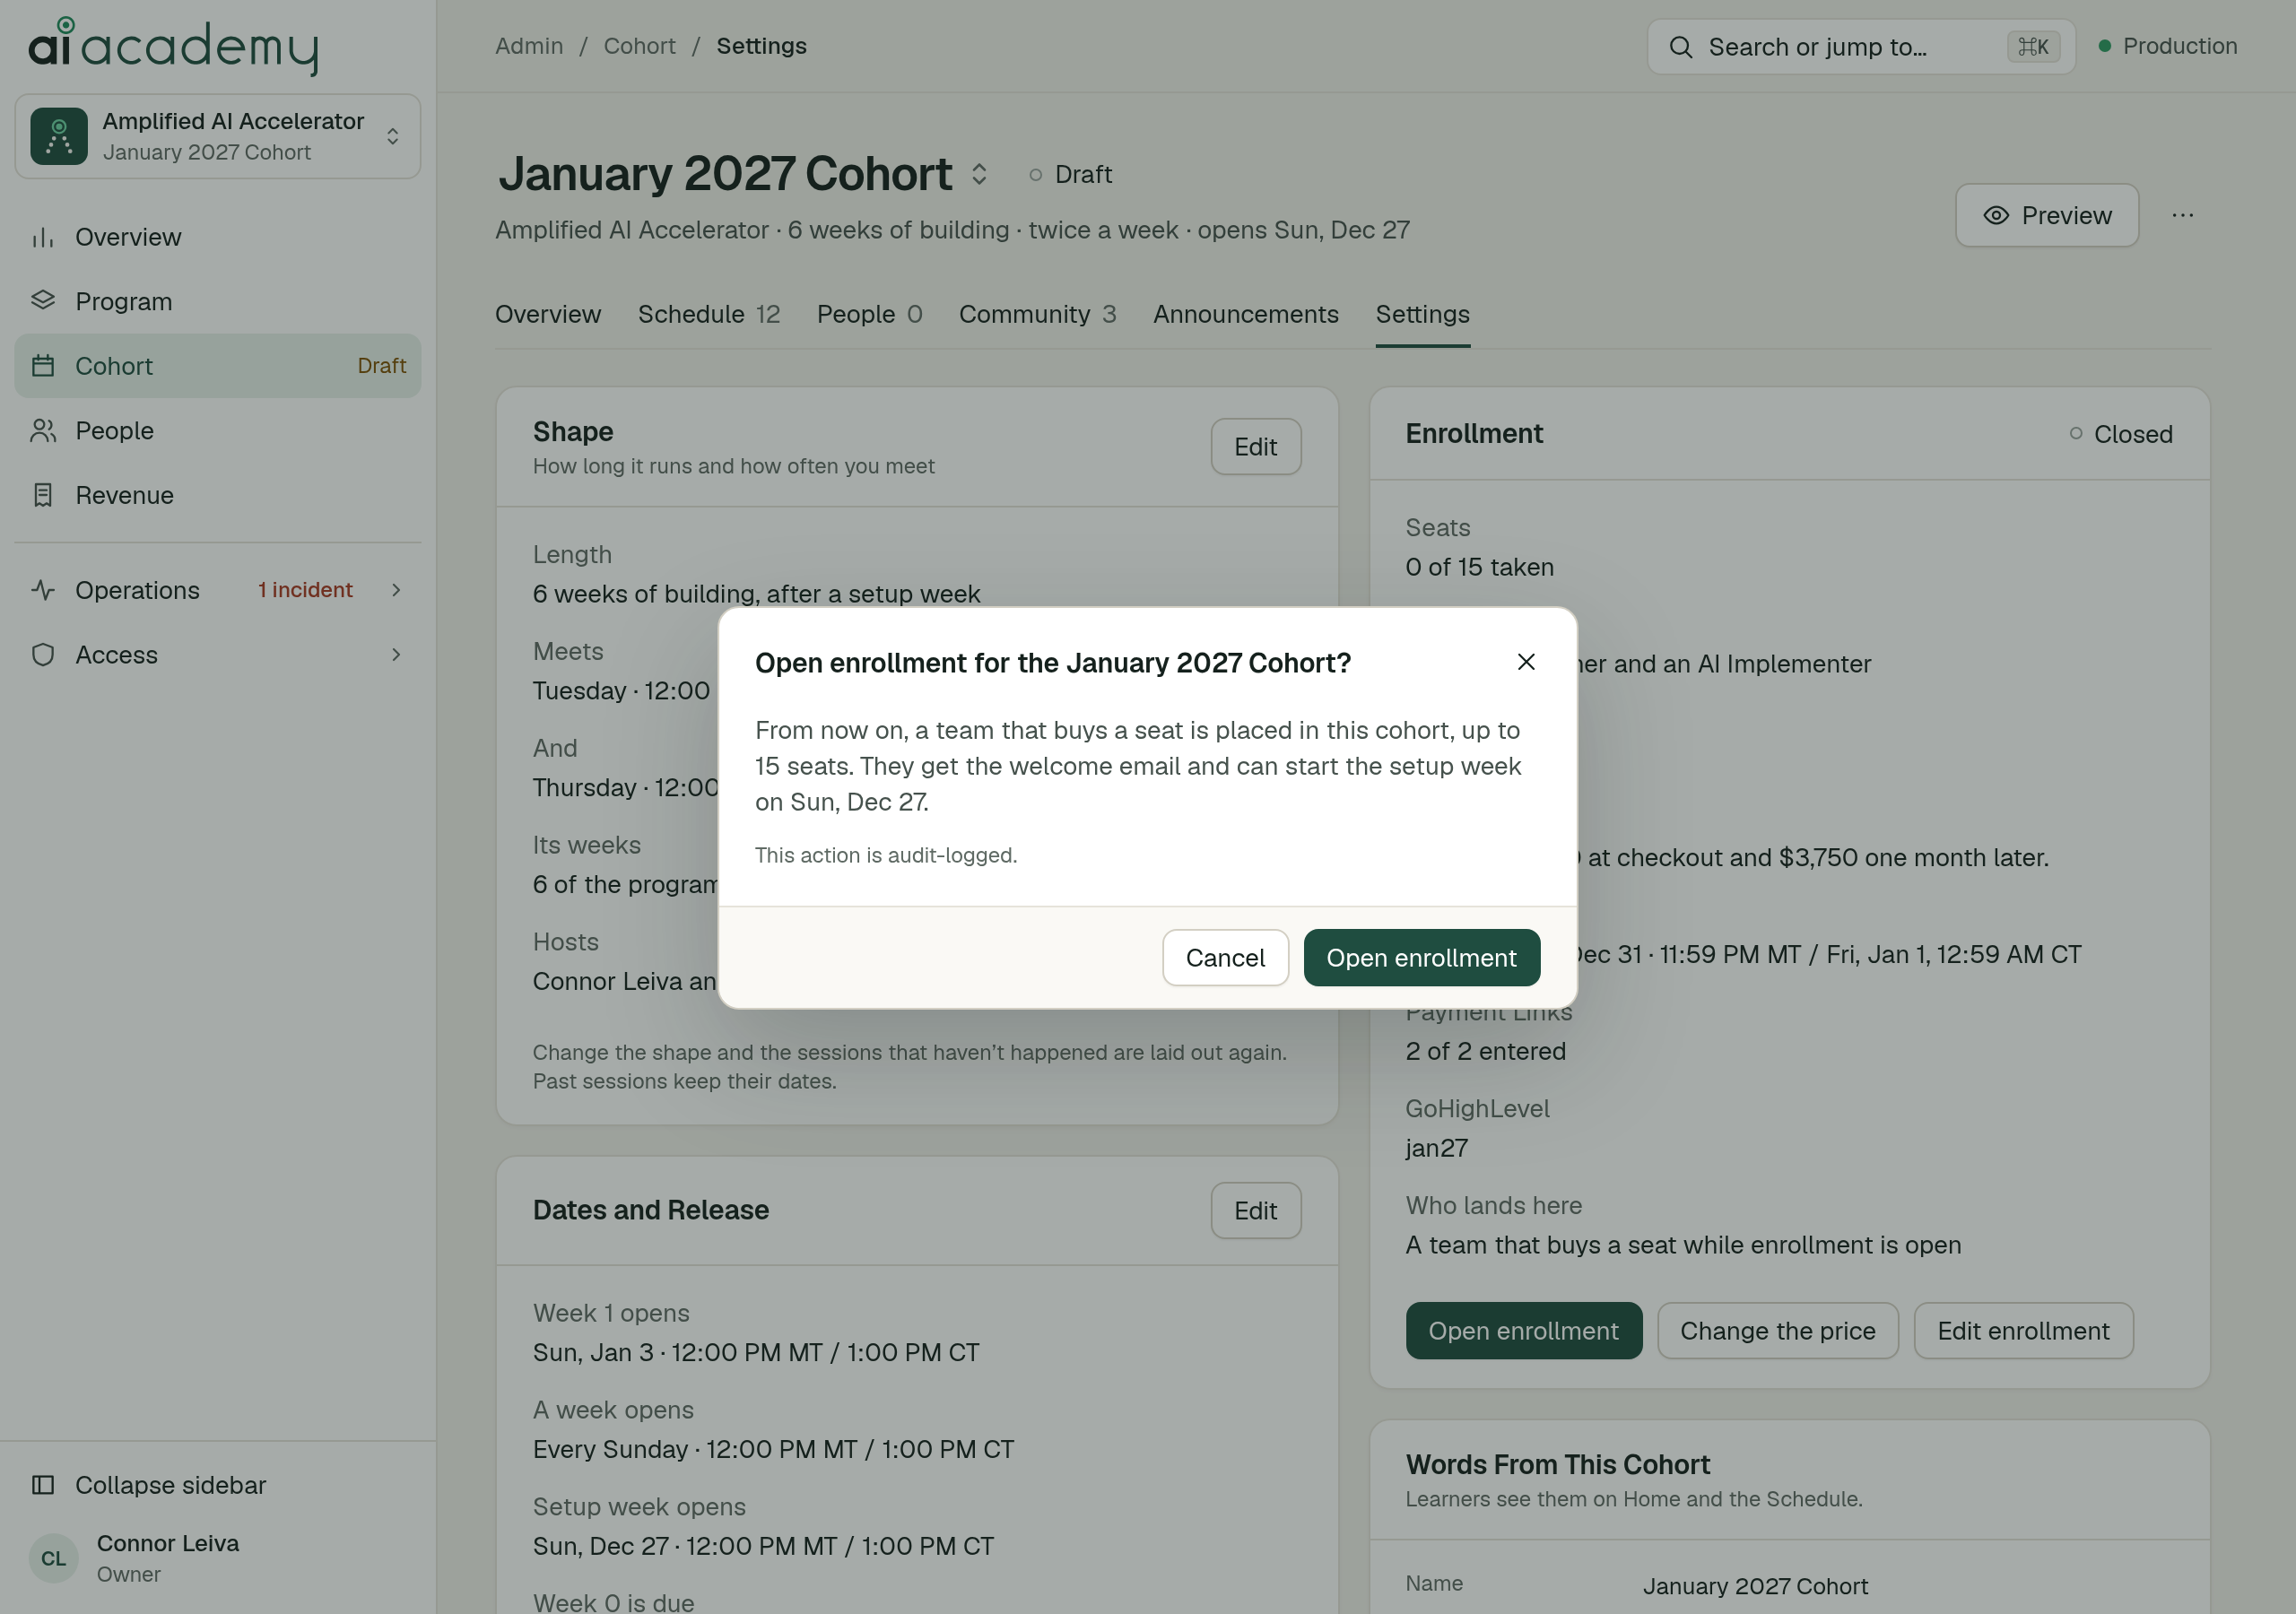 ai academy
Amplified AI Accelerator
January 2027 Cohort
Overview
Program
Cohort
Draft
People
Revenue
Operations
1 incident
Access
Collapse sidebar
CL
Connor Leiva
Owner
Admin / Cohort / Settings
Search or jump to...
⌘K
Production
January 2027 Cohort
Draft
Amplified AI Accelerator · 6 weeks of building · twice a week · opens Sun, Dec 27
Preview
Overview
Schedule 12
People 0
Community 3
Announcements
Settings
Shape
How long it runs and how often you meet
Edit
Length
6 weeks of building, after a setup week
Meets
Tuesday · 12:00
And
Thursday · 12:00
Its weeks
6 of the program
Hosts
Connor Leiva an
Change the shape and the sessions that haven’t happened are laid out again.
Past sessions keep their dates.
Dates and Release
Edit
Week 1 opens
Sun, Jan 3 · 12:00 PM MT / 1:00 PM CT
A week opens
Every Sunday · 12:00 PM MT / 1:00 PM CT
Setup week opens
Sun, Dec 27 · 12:00 PM MT / 1:00 PM CT
Week 0 is due
Enrollment
Closed
Seats
0 of 15 taken
and an AI Implementer
at checkout and $3,750 one month later.
Dec 31 · 11:59 PM MT / Fri, Jan 1, 12:59 AM CT
Payment Links
2 of 2 entered
GoHighLevel
jan27
Who lands here
A team that buys a seat while enrollment is open
Open enrollment
Change the price
Edit enrollment
Words From This Cohort
Learners see them on Home and the Schedule.
Name
January 2027 Cohort
Open enrollment for the January 2027 Cohort?
From now on, a team that buys a seat is placed in this cohort, up to
15 seats. They get the welcome email and can start the setup week
on Sun, Dec 27.
This action is audit-logged.
Cancel
Open enrollment